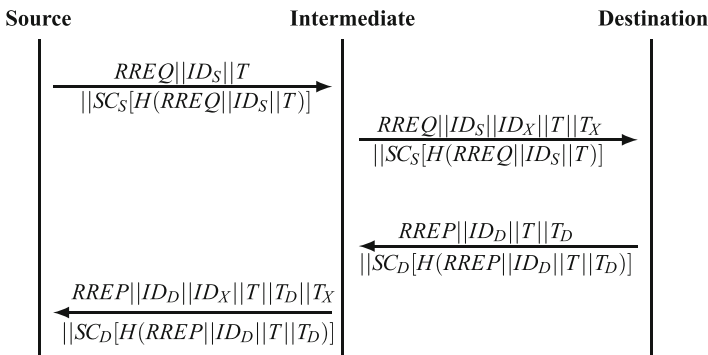 Source Intermediate Destination
RREQ||ID_S||T
||SC_S[H(RREQ||ID_S||T)]
RREQ||ID_S||ID_X||T||T_X
||SC_S[H(RREQ||ID_S||T)]
RREP||ID_D||T||T_D
||SC_D[H(RREP||ID_D||T||T_D)]
RREP||ID_D||ID_X||T||T_D||T_X
||SC_D[H(RREP||ID_D||T||T_D)]